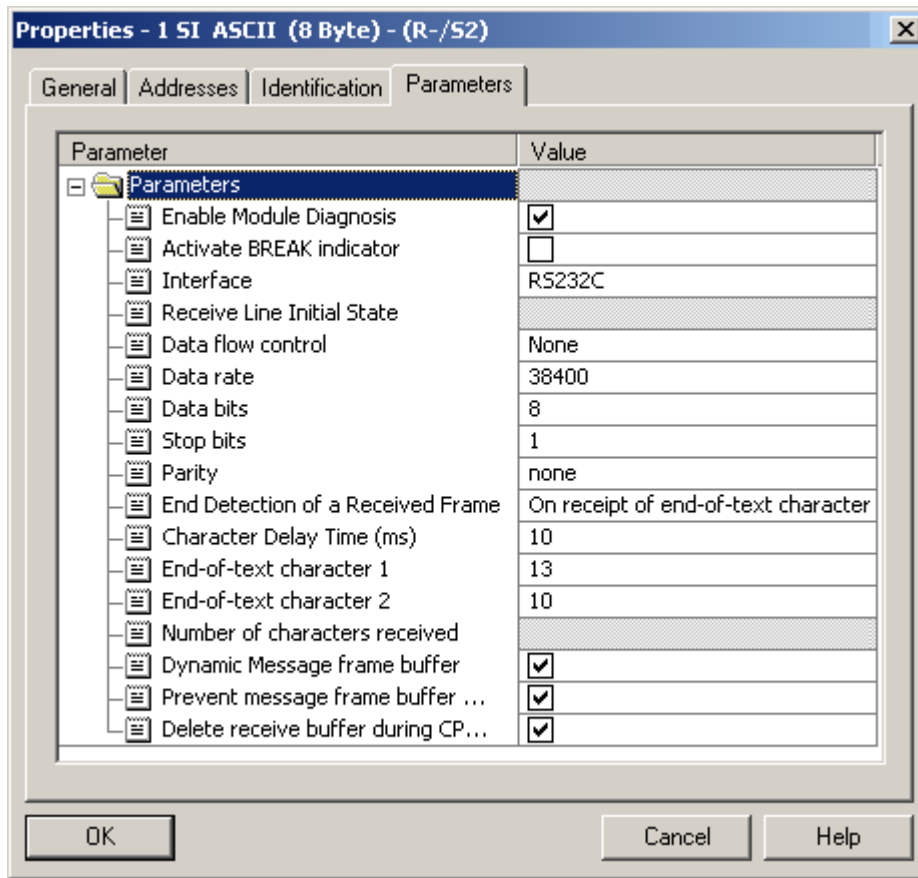 Properties - 1 SI ASCII (8 Byte) - (R-/S2)
General Addresses Identification Parameters
Parameter Value
Parameters
Enable Module Diagnosis
Activate BREAK indicator
Interface RS232C
Receive Line Initial State
Data flow control None
Data rate 38400
Data bits 8
Stop bits 1
Parity none
End Detection of a Received Frame On receipt of end-of-text character
Character Delay Time (ms) 10
End-of-text character 1 13
End-of-text character 2 10
Number of characters received
Dynamic Message frame buffer
Prevent message frame buffer ...
Delete receive buffer during CP...
OK Cancel Help